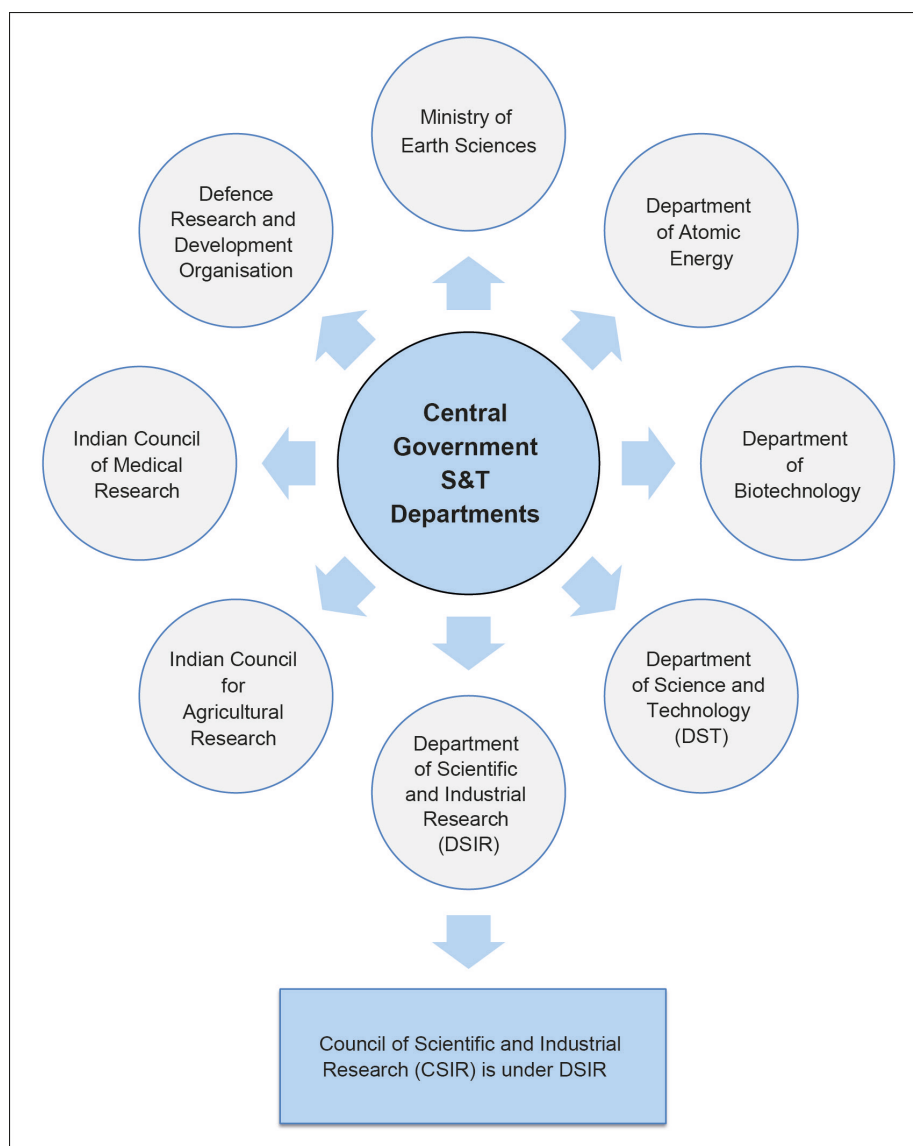 Ministry of
Earth Sciences
Defence
Research and
Development
Organisation
Department
of Atomic
Energy
Central
Government
S&T
Departments
Indian Council
of Medical
Research
Department
of
Biotechnology
Indian Council
for
Agricultural
Research
Department
of Science and
Technology
(DST)
Department
of Scientific
and Industrial
Research
(DSIR)
Council of Scientific and Industrial
Research (CSIR) is under DSIR